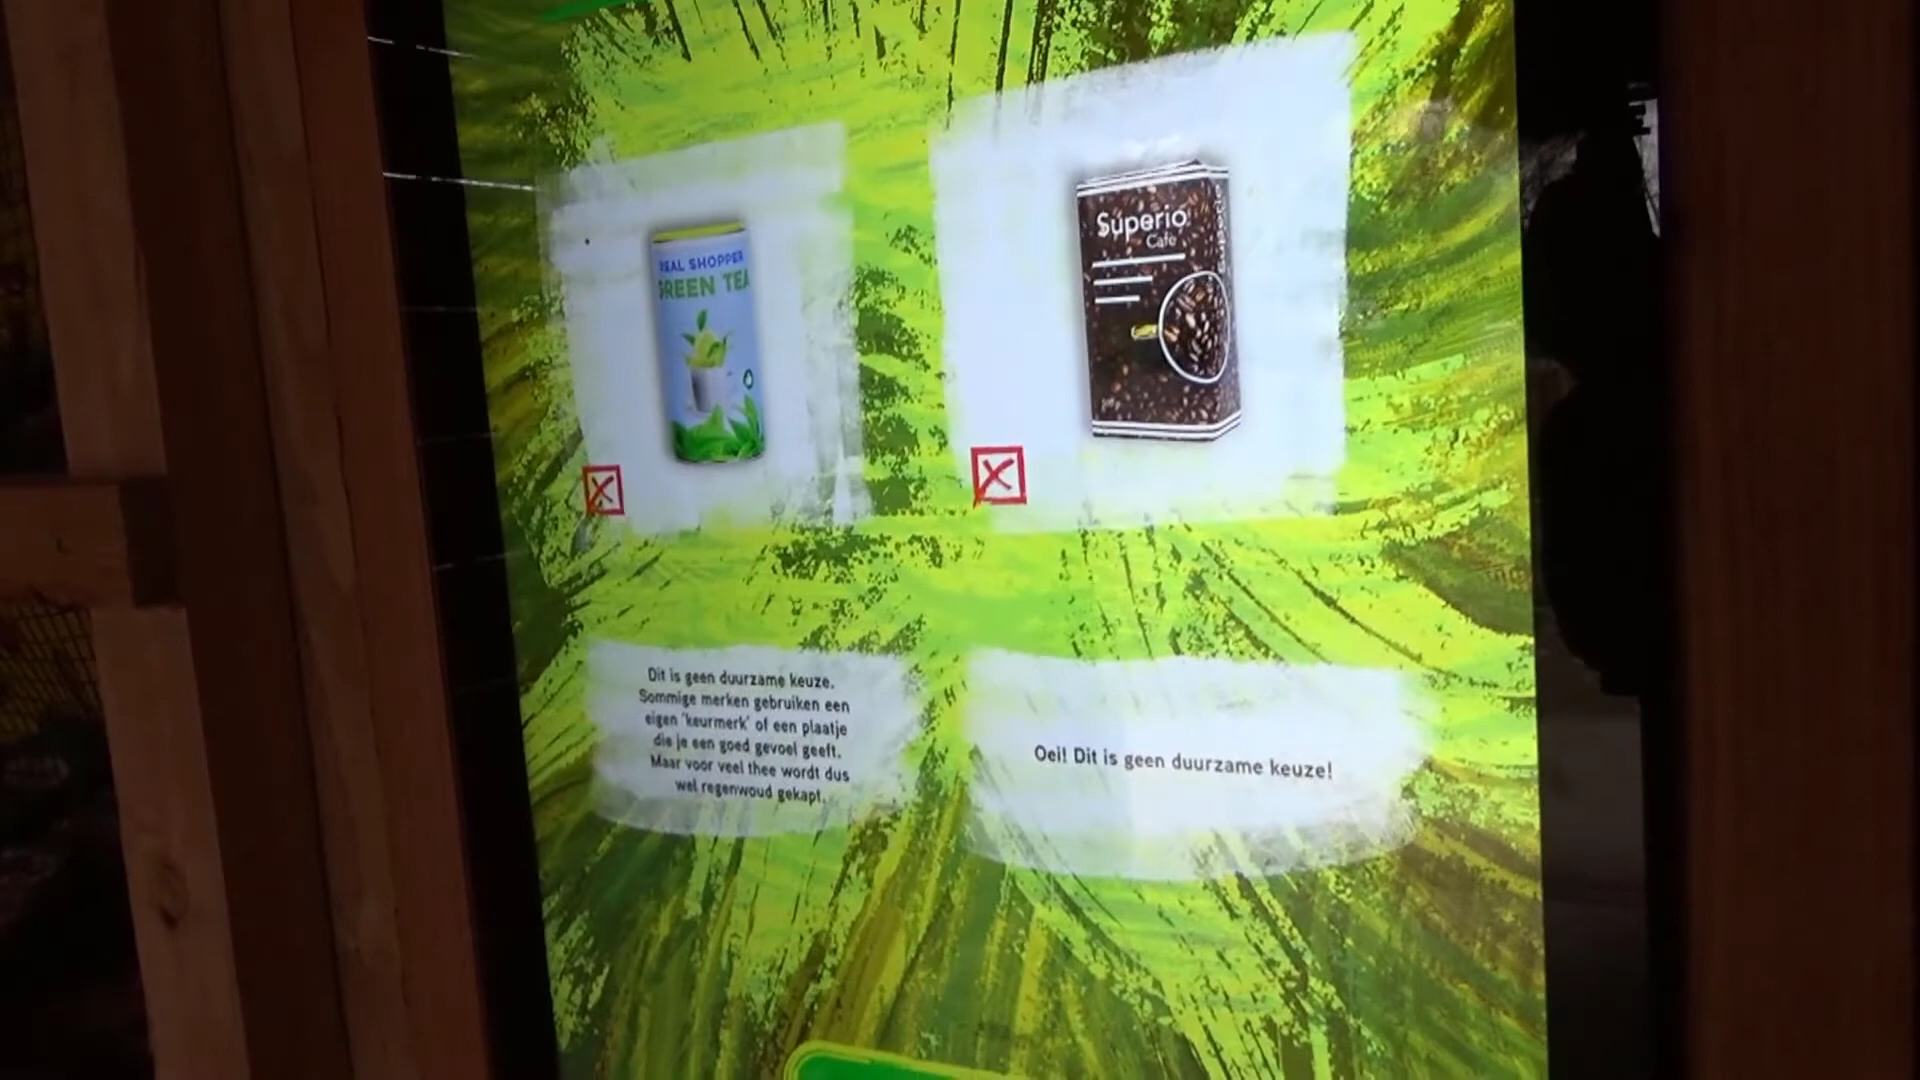 REAL SHOPPER
GREEN TEA
Superio
Cafe
Dit is geen duurzame keuze.
Sommige merken gebruiken een
eigen 'keurmerk' of een plaatje
die je een goed gevoel geeft.
Maar voor veel thee wordt dus
wel regenwoud gekapt.
Oei! Dit is geen duurzame keuze!